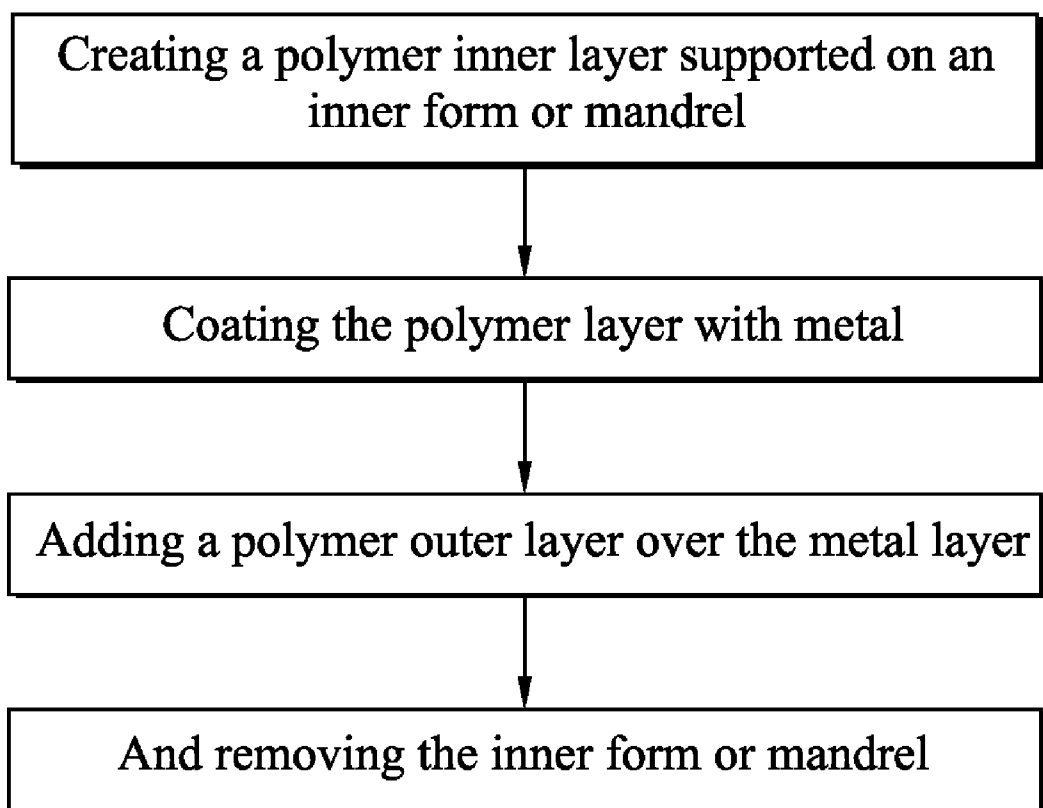 Creating a polymer inner layer supported on an
inner form or mandrel
Coating the polymer layer with metal
Adding a polymer outer layer over the metal layer
And removing the inner form or mandrel